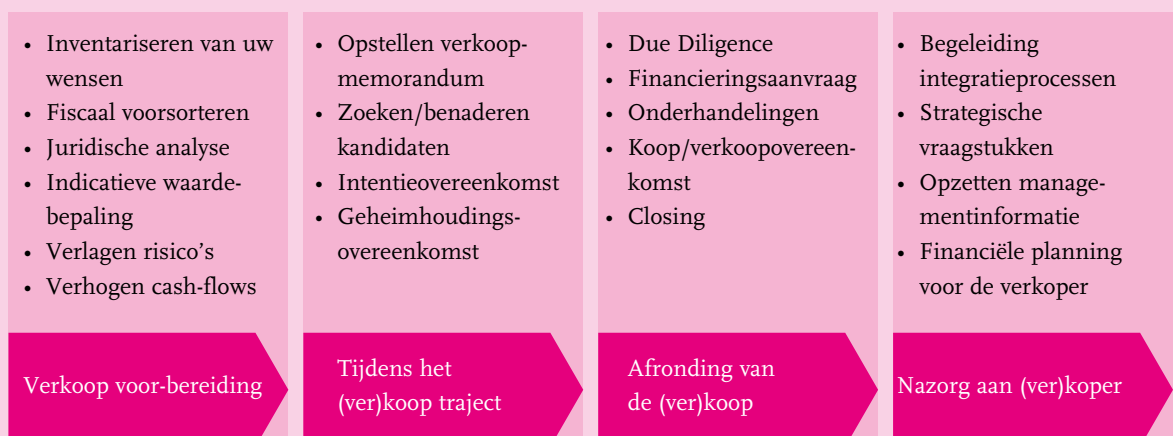 • Inventariseren van uw
wensen
• Fiscaal voorsorteren
• Juridische analyse
• Indicatieve waarde-
bepaling
• Verlagen risico’s
• Verhogen cash-flows
Verkoop voor-bereiding
• Opstellen verkoop-
memorandum
• Zoeken/benaderen
kandidaten
• Intentieovereenkomst
• Geheimhoudings-
overeenkomst
Tijdens het
(ver)koop traject
• Due Diligence
• Financieringsaanvraag
• Onderhandelingen
• Koop/verkoopovereen-
komst
• Closing
Afronding van
de (ver)koop
• Begeleiding
integratieprocessen
• Strategische
vraagstukken
• Opzetten manage-
mentinformatie
• Financiële planning
voor de verkoper
Nazorg aan (ver)koper